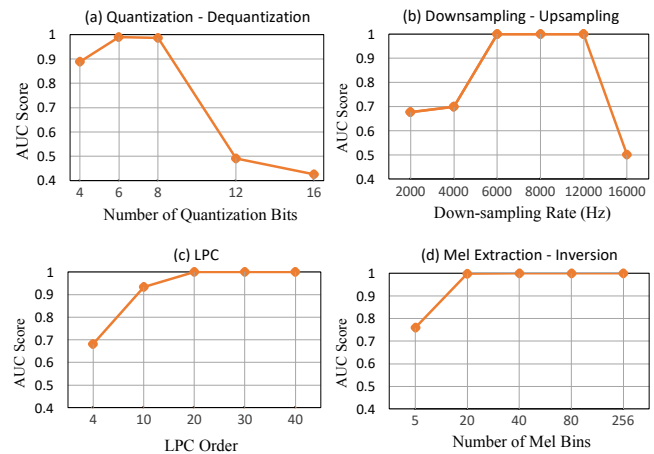 (a) Quantization - Dequantization
1
0.9
0.8
0.7
0.6
0.5
0.4
AUC Score
4 6 8 12 16
Number of Quantization Bits
(b) Downsampling - Upsampling
1
0.9
0.8
0.7
0.6
0.5
0.4
AUC Score
2000 4000 6000 8000 12000 16000
Down-sampling Rate (Hz)
(c) LPC
1
0.9
0.8
0.7
0.6
0.5
0.4
AUC Score
4 10 20 30 40
LPC Order
(d) Mel Extraction - Inversion
1
0.9
0.8
0.7
0.6
0.5
0.4
AUC Score
5 20 40 80 256
Number of Mel Bins